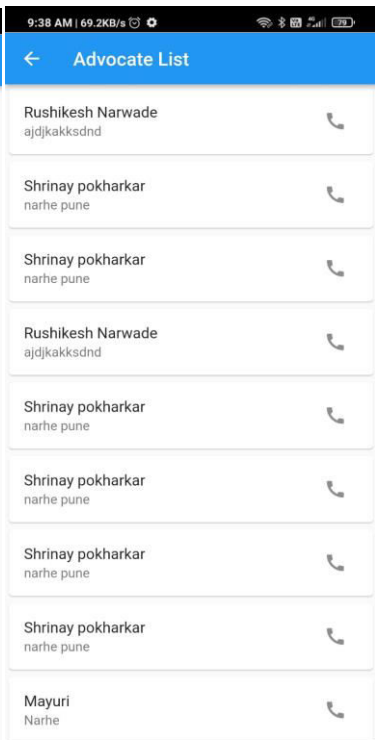 9:38 AM | 69.2KB/s
79
Advocate List
Rushikesh Narwade
ajdjkakksdnd
Shrinay pokharkar
narhe pune
Shrinay pokharkar
narhe pune
Rushikesh Narwade
ajdjkakksdnd
Shrinay pokharkar
narhe pune
Shrinay pokharkar
narhe pune
Shrinay pokharkar
narhe pune
Shrinay pokharkar
narhe pune
Mayuri
Narhe